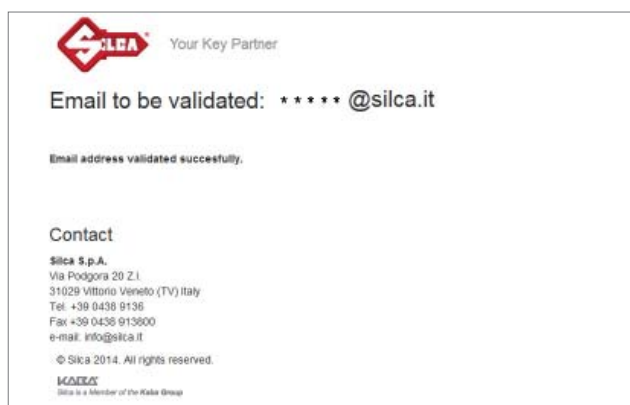 SILCA Your Key Partner
Email to be validated: ***** @silca.it
Email address validated succesfully.
Contact
Silca S.p.A.
Via Podgora 20 Z.I.
31029 Vittorio Veneto (TV) Italy
Tel. +39 0438 9136
Fax +39 0438 913800
e-mail: info@silca.it
© Silca 2014. All rights reserved.
KABA
Silca is a Member of the Kaba Group